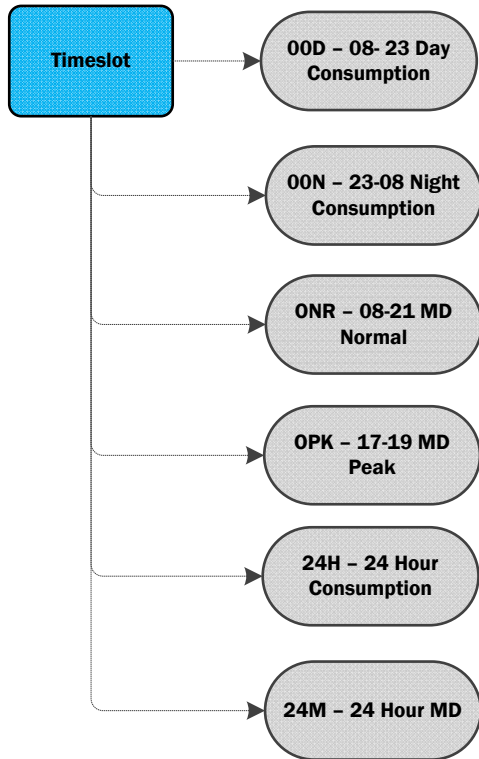 Timeslot
00D – 08- 23 Day
Consumption
00N – 23-08 Night
Consumption
0NR – 08-21 MD
Normal
0PK – 17-19 MD
Peak
24H – 24 Hour
Consumption
24M – 24 Hour MD